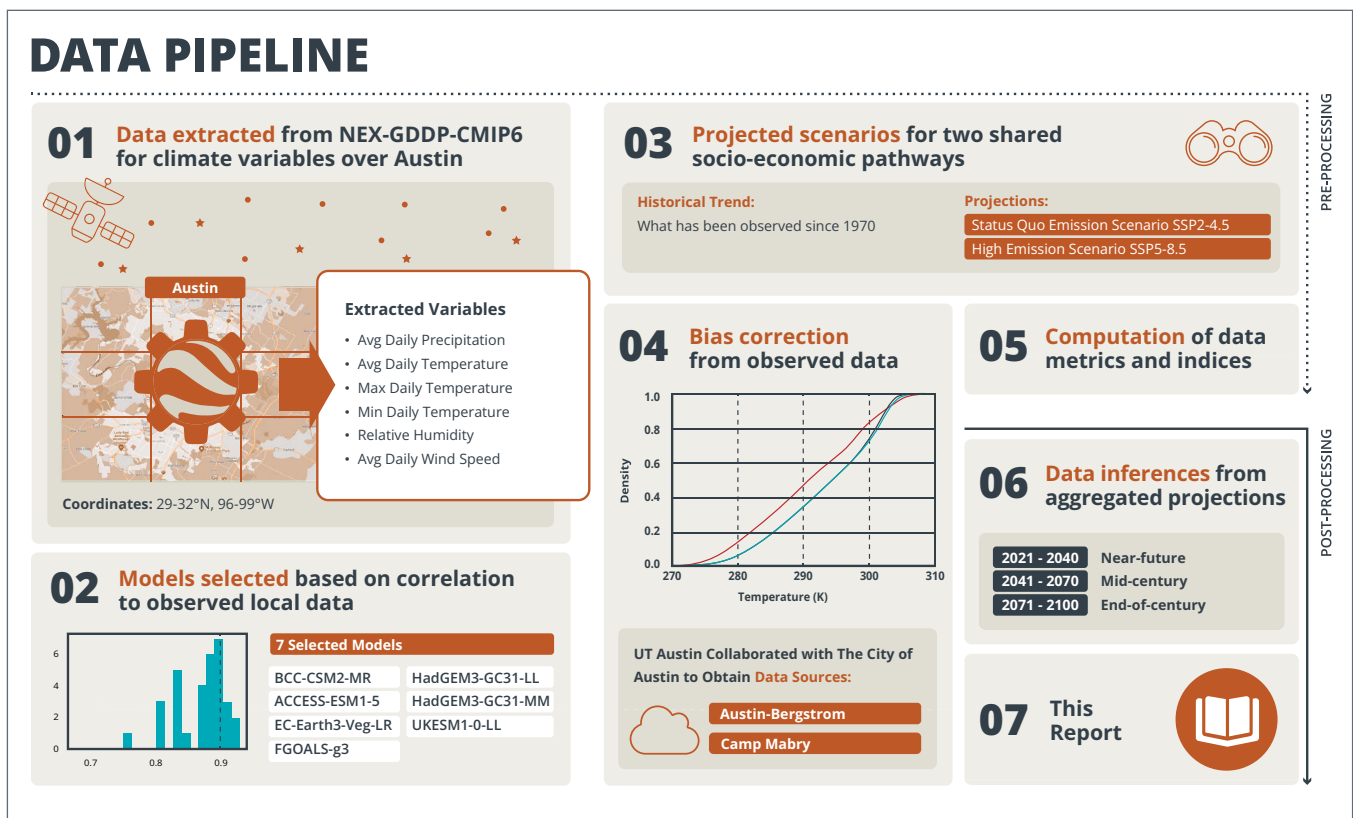 DATA PIPELINE
PRE-PROCESSING
01
Data extracted from NEX-GDDP-CMIP6
for climate variables over Austin
Austin
Extracted Variables
• Avg Daily Precipitation
• Avg Daily Temperature
• Max Daily Temperature
• Min Daily Temperature
• Relative Humidity
• Avg Daily Wind Speed
Coordinates: 29-32°N, 96-99°W
02
Models selected based on correlation
to observed local data
6
4
2
0
0.7 0.8 0.9
7 Selected Models
BCC-CSM2-MR HadGEM3-GC31-LL
ACCESS-ESM1-5 HadGEM3-GC31-MM
EC-Earth3-Veg-LR UKESM1-0-LL
FGOALS-g3
03
Projected scenarios for two shared
socio-economic pathways
Historical Trend:
What has been observed since 1970
Projections:
Status Quo Emission Scenario SSP2-4.5
High Emission Scenario SSP5-8.5
04
Bias correction
from observed data
1.0
0.8
0.6
0.4
0.2
0.0
Density
270 280 290 300 310
Temperature (K)
UT Austin Collaborated with The City of
Austin to Obtain Data Sources:
Austin-Bergstrom
Camp Mabry
05
Computation of data
metrics and indices
POST-PROCESSING
06
Data inferences from
aggregated projections
2021 - 2040 Near-future
2041 - 2070 Mid-century
2071 - 2100 End-of-century
07
This
Report